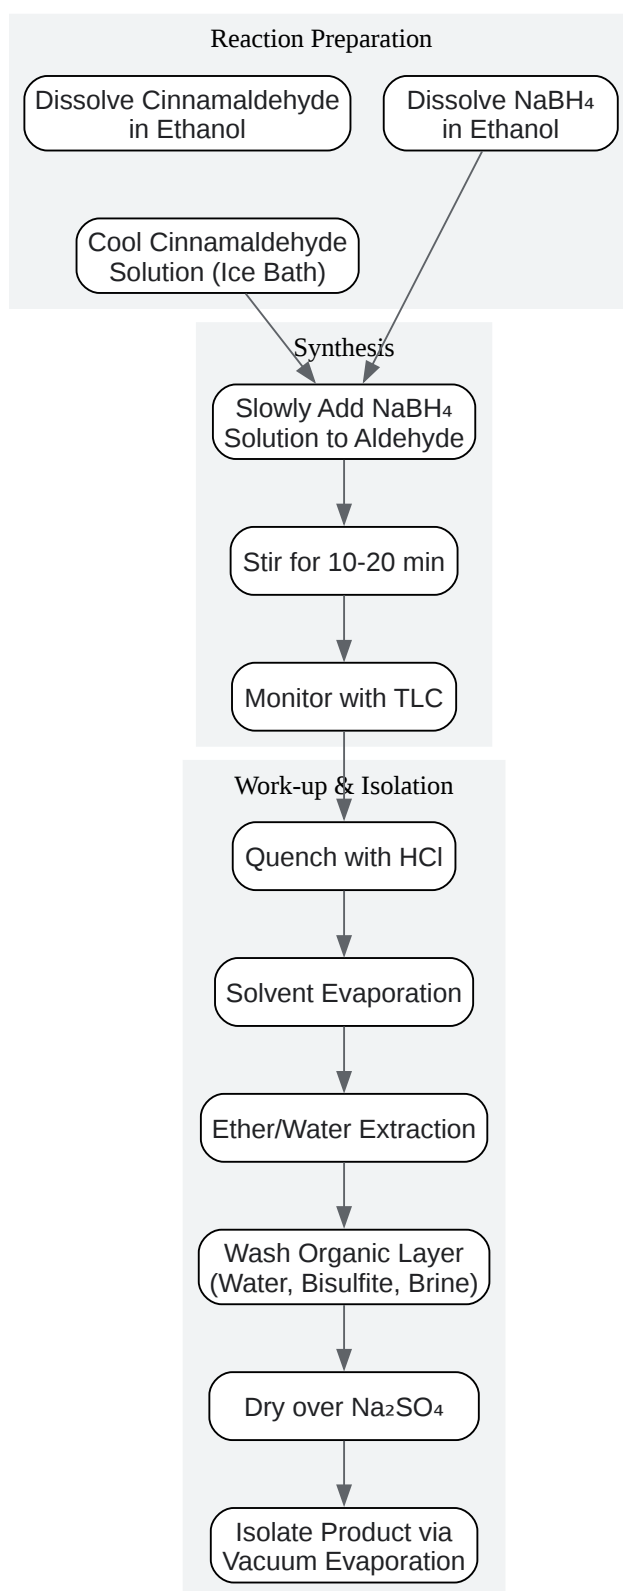 Reaction Preparation
Dissolve Cinnamaldehyde
in Ethanol
Dissolve NaBH₄
in Ethanol
Cool Cinnamaldehyde
Solution (Ice Bath)
Synthesis
Slowly Add NaBH₄
Solution to Aldehyde
Stir for 10-20 min
Monitor with TLC
Work-up & Isolation
Quench with HCl
Solvent Evaporation
Ether/Water Extraction
Wash Organic Layer
(Water, Bisulfite, Brine)
Dry over Na₂SO₄
Isolate Product via
Vacuum Evaporation